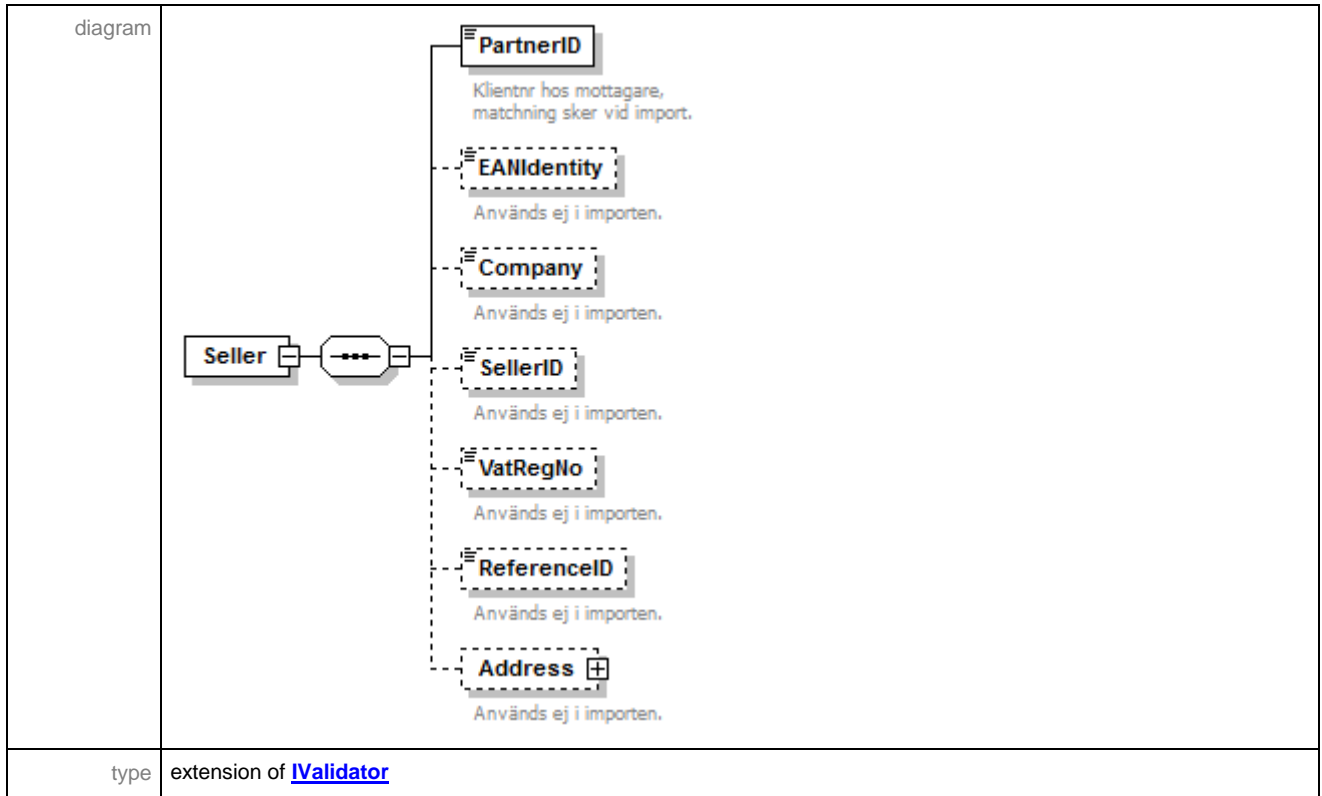 diagram
PartnerID
Klientnr hos mottagare,
matchning sker vid import.
EANIdentity
Används ej i importen.
Company
Används ej i importen.
Seller
SellerID
Används ej i importen.
VatRegNo
Används ej i importen.
ReferenceID
Används ej i importen.
Address
Används ej i importen.
type extension of IValidator